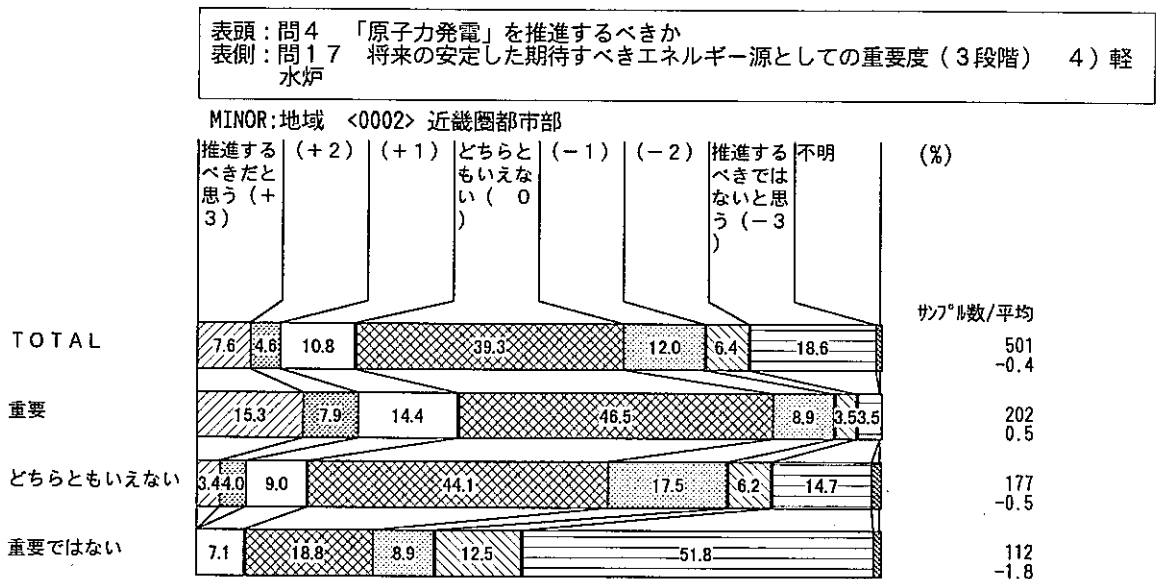 表頭：問４　「原子力発電」を推進するべきか
表側：問１７　将来の安定した期待すべきエネルギー源としての重要度（３段階）　４）軽
水炉
MINOR:地域　<0002> 近畿圏都市部
推進する
べきだと
思う（＋
３）
（＋２）
（＋１）
どちらと
もいえな
い（　０
）
（－１）
（－２）
推進する
べきでは
ないと思
う（－３
）
不明
(%)
ｻﾝﾌﾟﾙ数/平均
ＴＯＴＡＬ 7.6 4.6 10.8 39.3 12.0 6.4 18.6 501
-0.4
重要 15.3 7.9 14.4 46.5 8.9 3.5 3.5 202
0.5
どちらともいえない 3.4 4.0 9.0 44.1 17.5 6.2 14.7 177
-0.5
重要ではない 7.1 18.8 8.9 12.5 51.8 112
-1.8